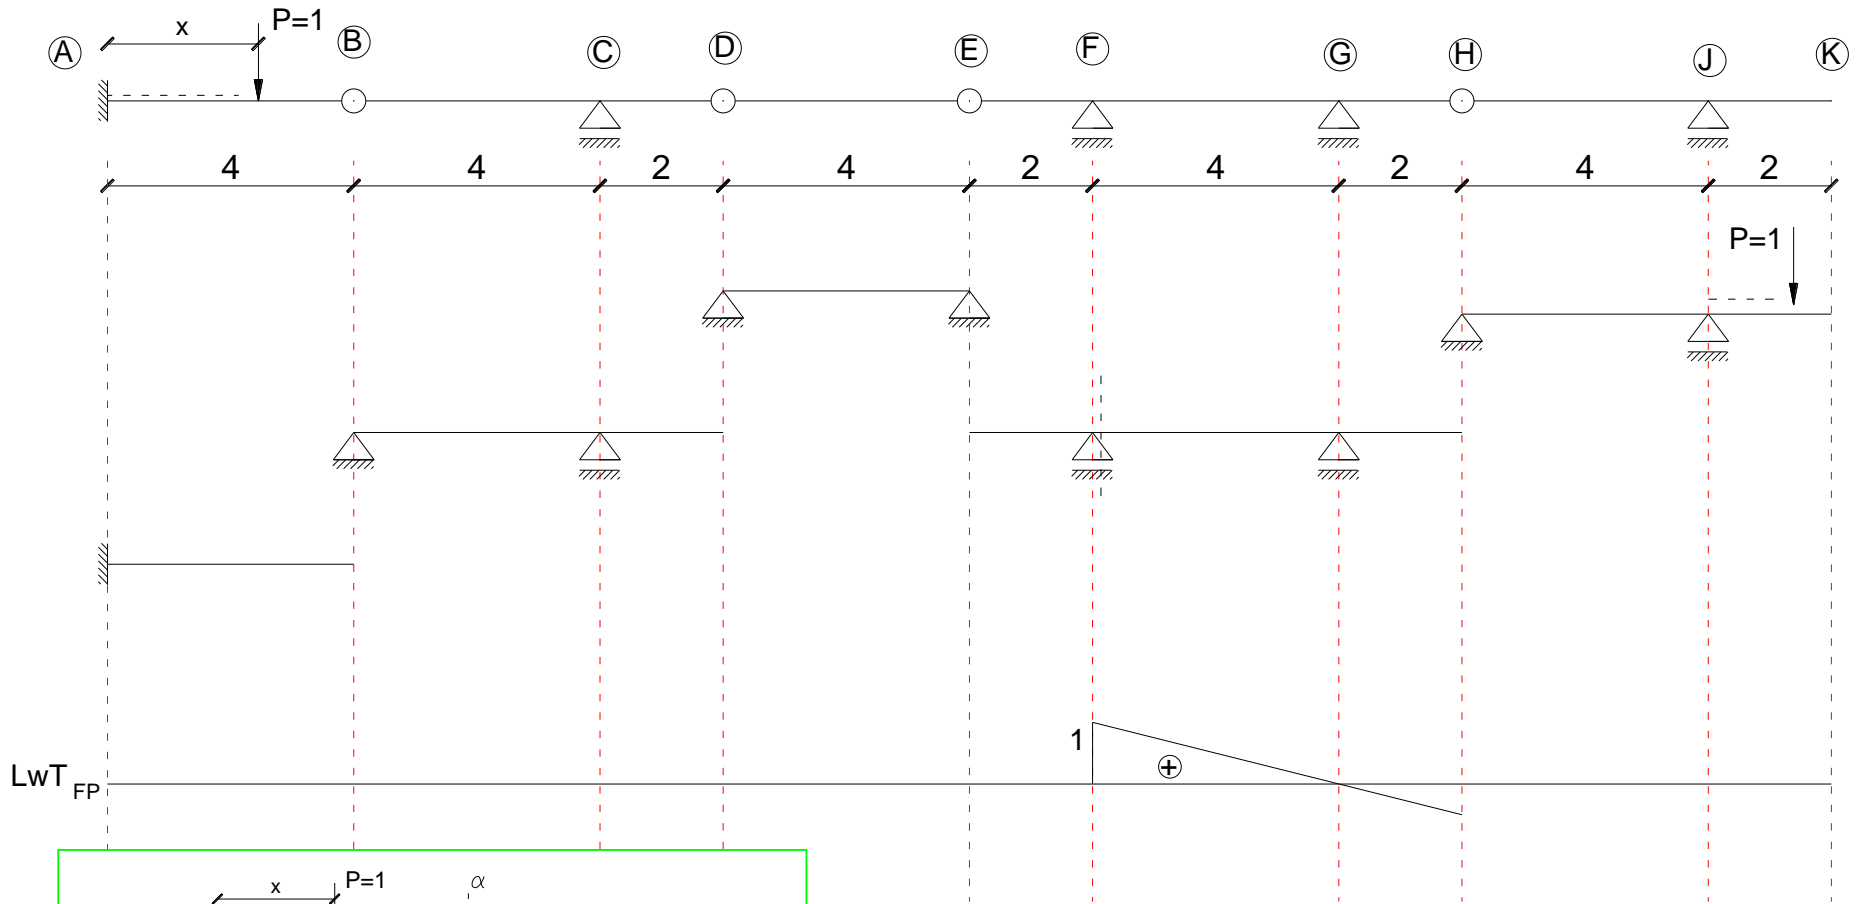 x P=1
A B C D E F G H J K
4 4 2 4 2 4 2 4 2
P=1
1 +
LwT FP
x P=1 α